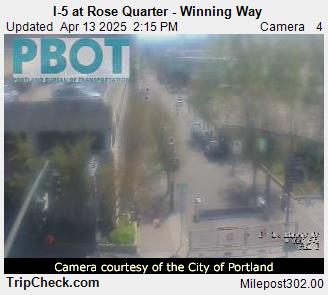 I-5 at Rose Quarter - Winning Way
Updated Apr 13 2025 2:15 PM Camera 4
PBOT
PORTLAND BUREAU OF TRANSPORTATION
Camera courtesy of the City of Portland
TripCheck.com Milepost302.00